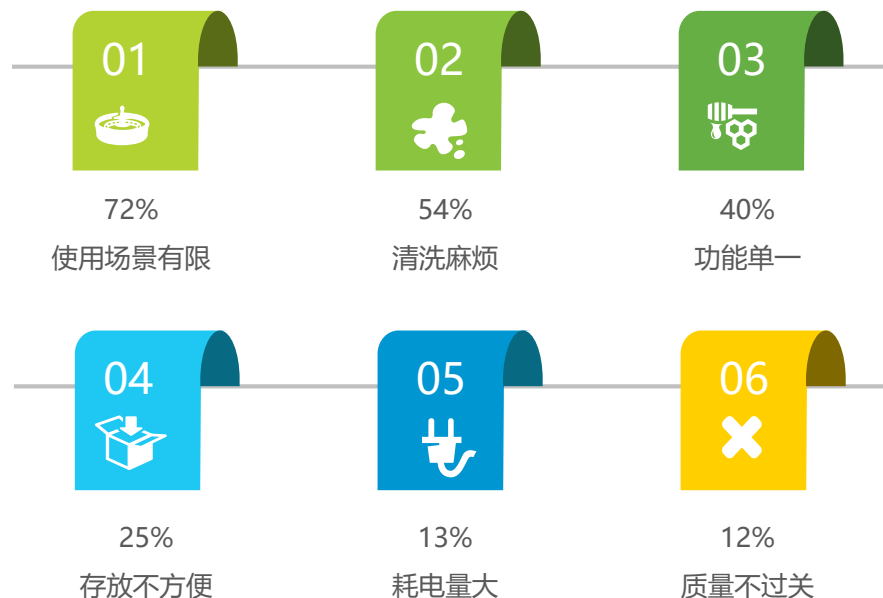 01
02
03
72%
54%
40%
使用场景有限
清洗麻烦
功能单一
04
05
06
25%
13%
12%
存放不方便
耗电量大
质量不过关